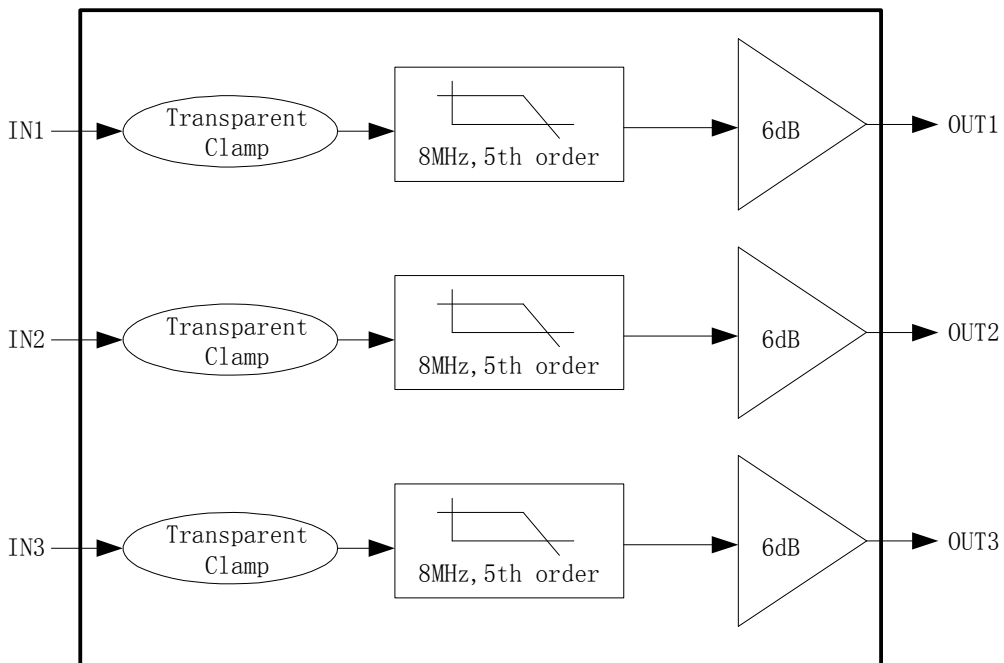 IN1
Transparent
Clamp
8MHz,5th order
6dB
OUT1
IN2
Transparent
Clamp
8MHz,5th order
6dB
OUT2
IN3
Transparent
Clamp
8MHz,5th order
6dB
OUT3